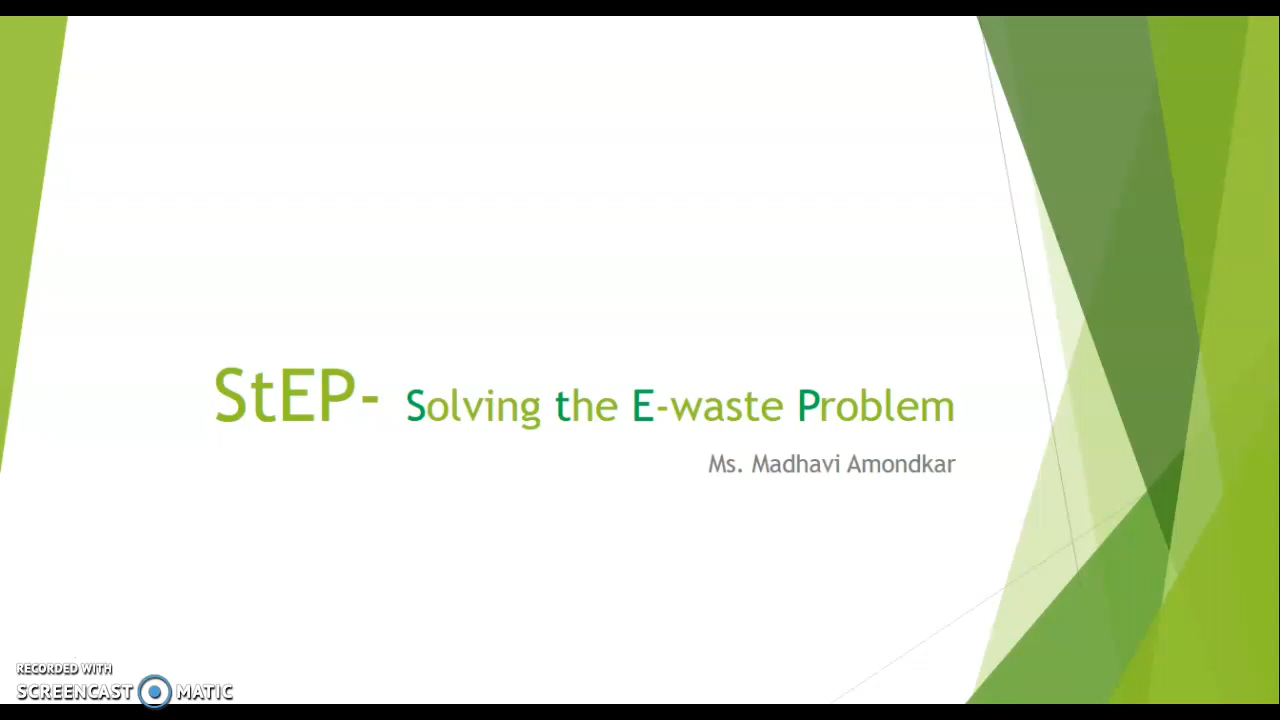 StEP- Solving the E-waste Problem
Ms. Madhavi Amondkar
RECORDED WITH
SCREENCAST MATIC